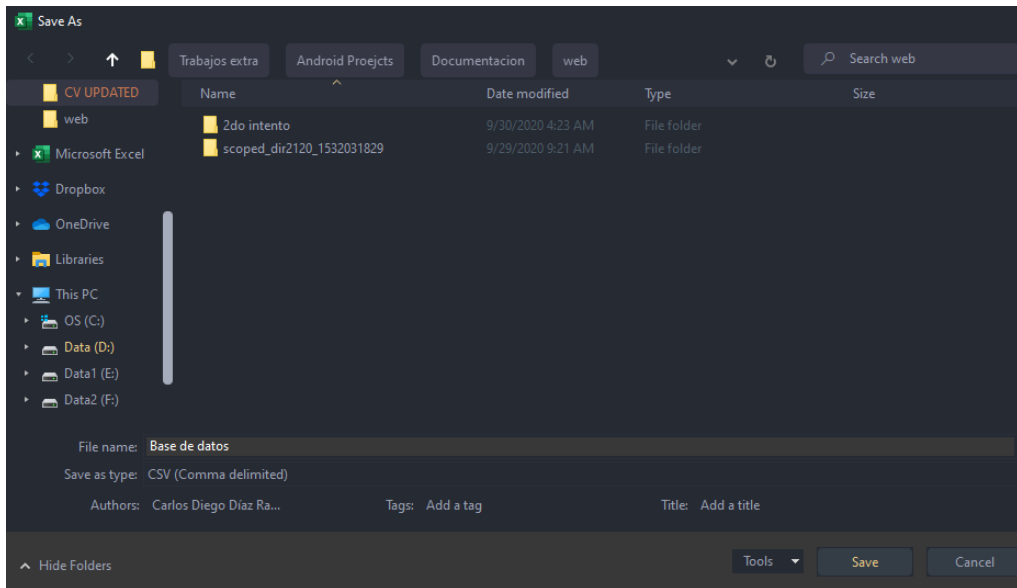 Save As
Trabajos extra Android Proejcts Documentacion web Search web
CV UPDATED Name Date modified Type Size
web
2do intento 9/30/2020 4:23 AM File folder
scoped_dir2120_1532031829 9/29/2020 9:21 AM File folder
Microsoft Excel
Dropbox
OneDrive
Libraries
This PC
OS (C:)
Data (D:)
Data1 (E:)
Data2 (F:)
File name: Base de datos
Save as type: CSV (Comma delimited)
Authors: Carlos Diego Díaz Ra... Tags: Add a tag Title: Add a title
Hide Folders Tools Save Cancel